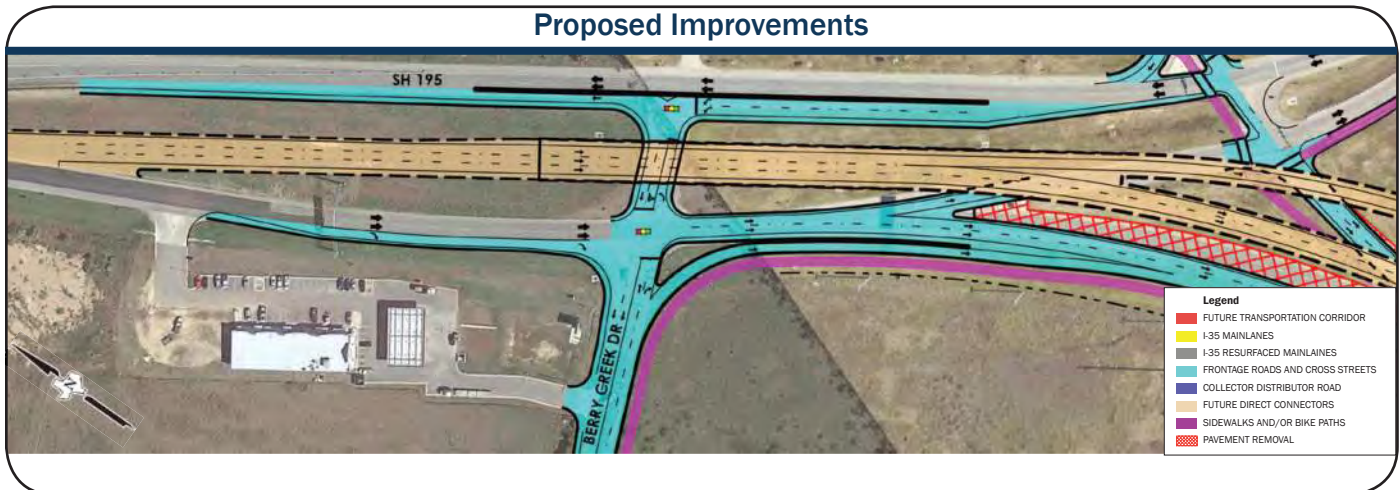 Proposed Improvements
SH 195
BERRY CREEK DR
N
Legend
FUTURE TRANSPORTATION CORRIDOR
I-35 MAINLANES
I-35 RESURFACED MAINLAINES
FRONTAGE ROADS AND CROSS STREETS
COLLECTOR DISTRIBUTOR ROAD
FUTURE DIRECT CONNECTORS
SIDEWALKS AND/OR BIKE PATHS
PAVEMENT REMOVAL